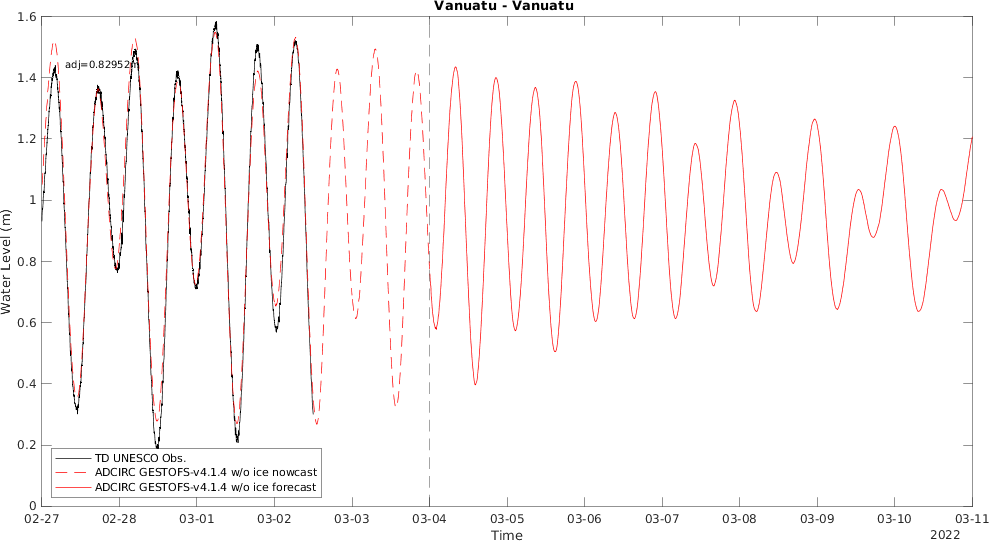 Vanuatu - Vanuatu
1.6
adj=0.82952m
1.4
1.2
1
0.8
0.6
0.4
0.2
0
Water Level (m)
TD UNESCO Obs.
ADCIRC GESTOFS-v4.1.4 w/o ice nowcast
ADCIRC GESTOFS-v4.1.4 w/o ice forecast
02-27 02-28 03-01 03-02 03-03 03-04 03-05 03-06 03-07 03-08 03-09 03-10 03-11
Time
2022